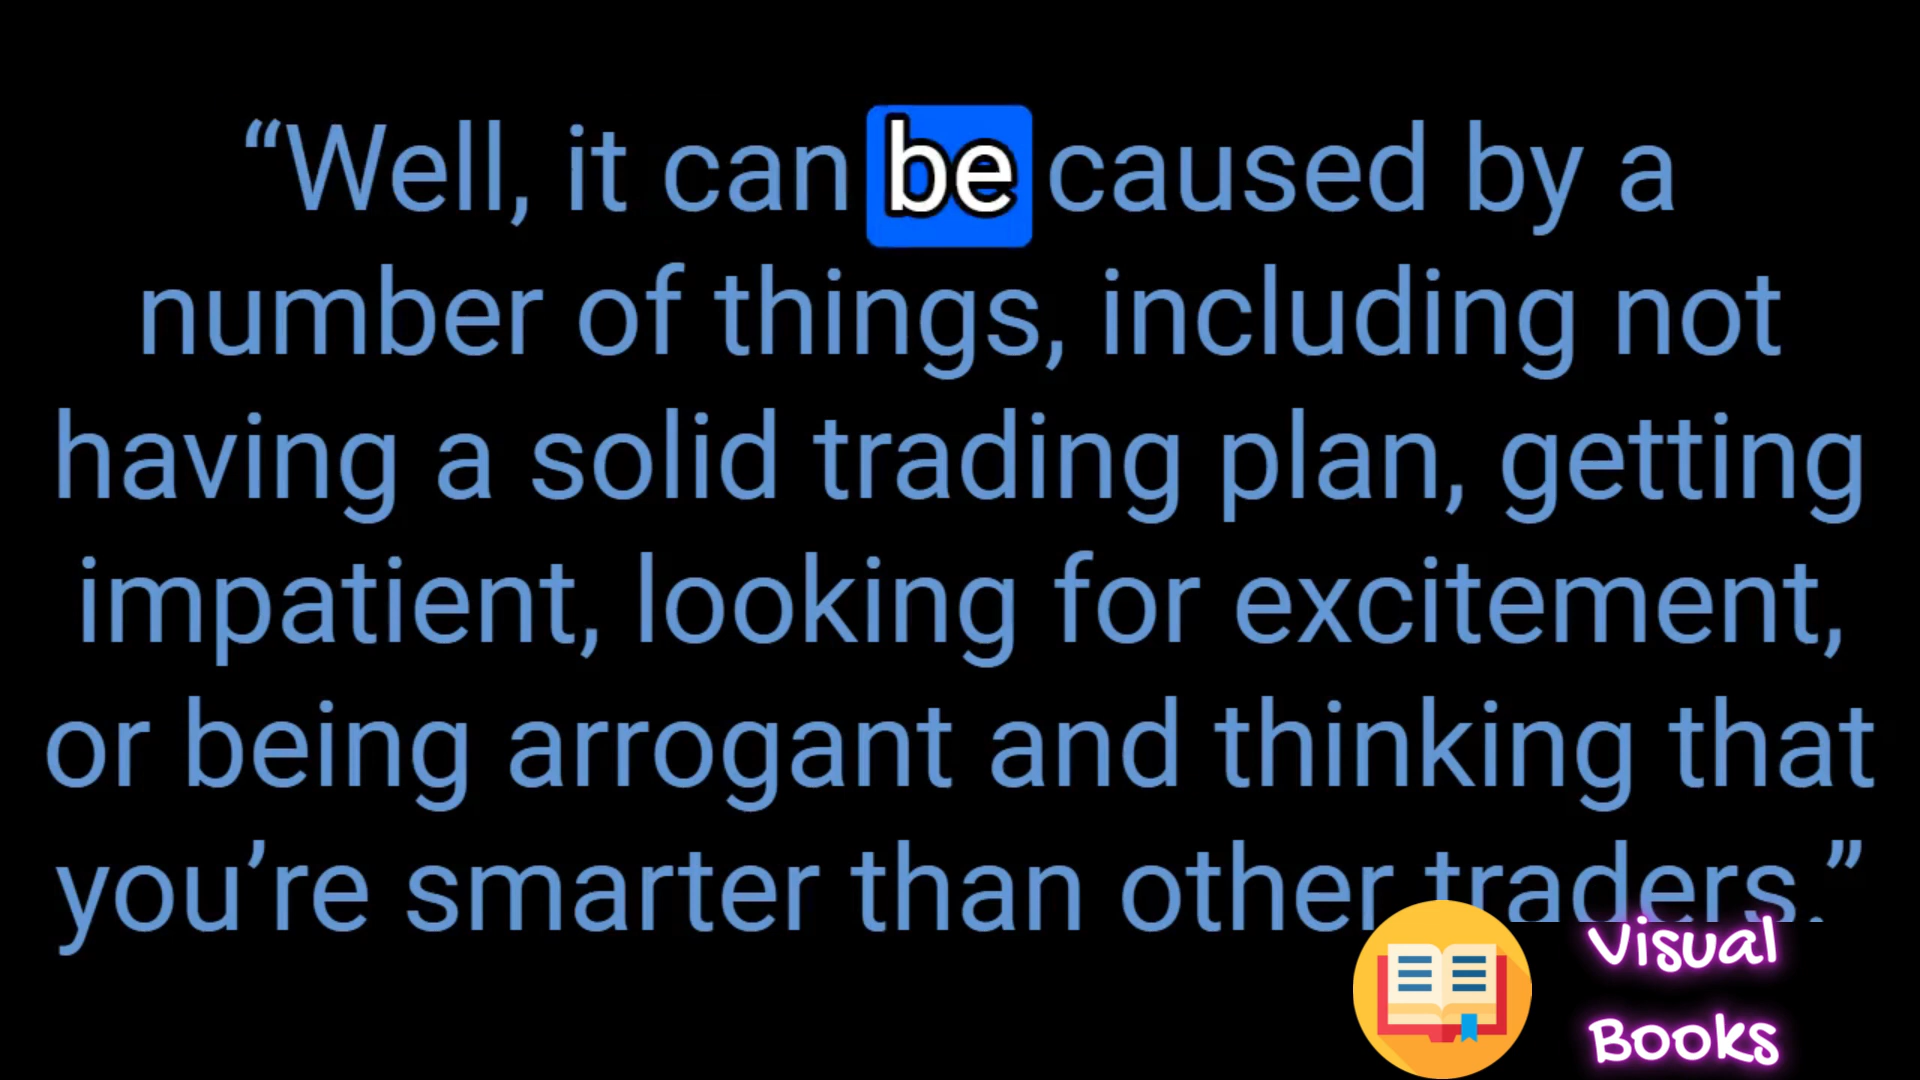 “Well, it can be caused by a
number of things, including not
having a solid trading plan, getting
impatient, looking for excitement,
or being arrogant and thinking that
you’re smarter than other traders.”
Visual
Books